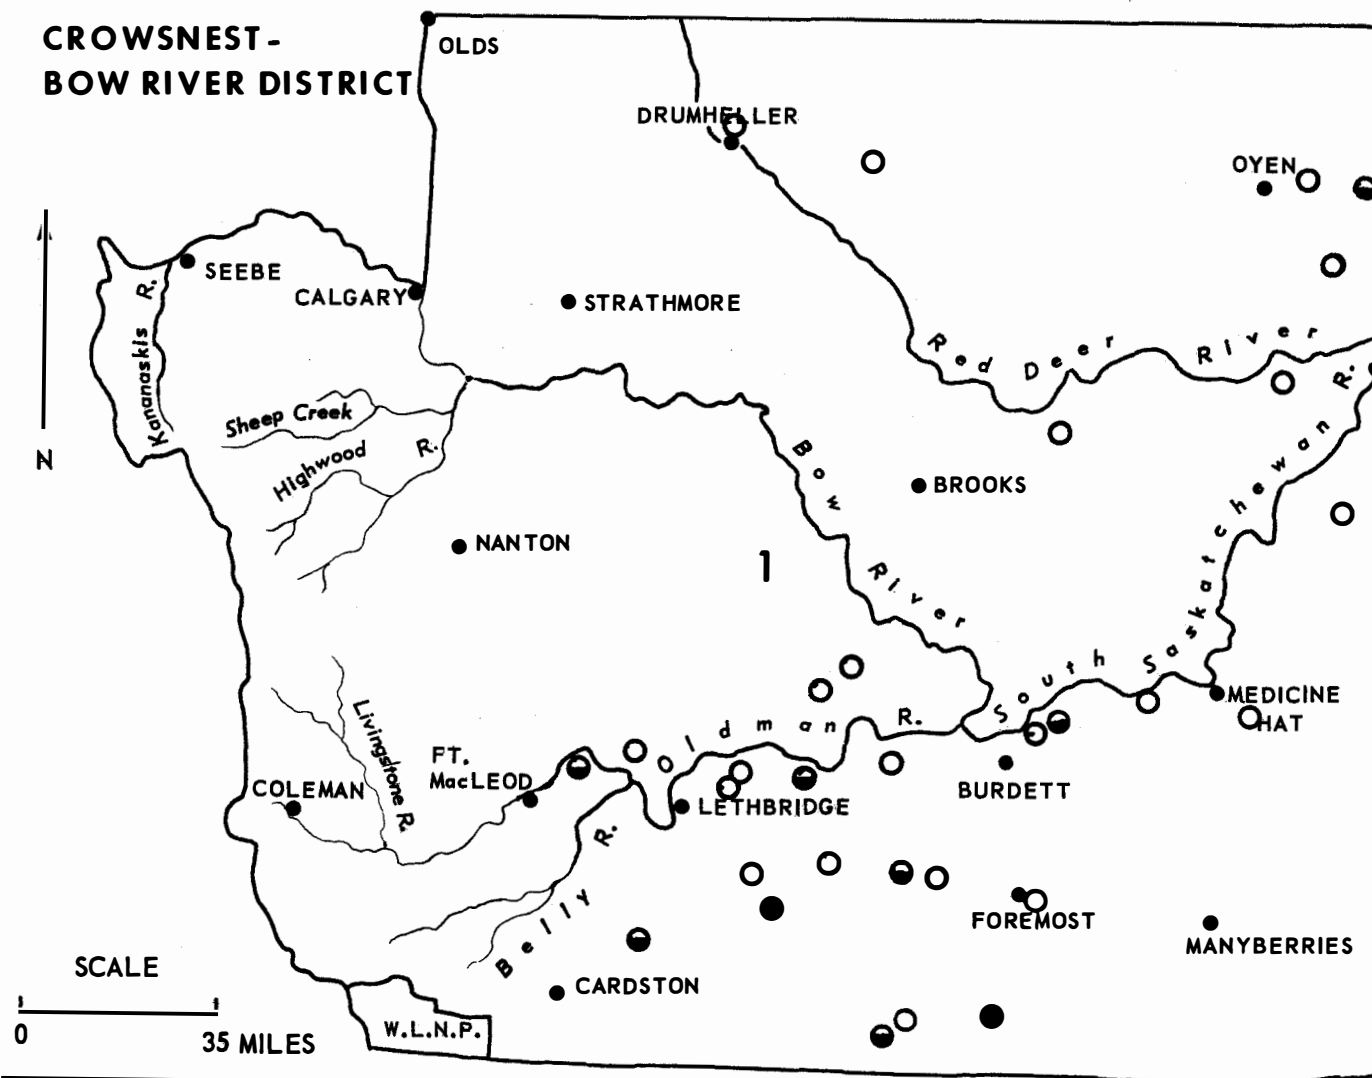 CROWSNEST-
BOW RIVER DISTRICT
OLDS
DRUMHELLER
OYEN
SEEBE
CALGARY
STRATHMORE
Kananaskis R.
Red Deer River
Sheep Creek
Highwood R.
N
Bow River
BROOKS
South Saskatchewan R.
NANTON
1
Livingstone R.
MEDICINE
HAT
Oldman R.
FT.
MacLEOD
COLEMAN
LETHBRIDGE
BURDETT
Belly R.
FOREMOST
MANYBERRIES
SCALE
CARDSTON
W.L.N.P.
0 35 MILES